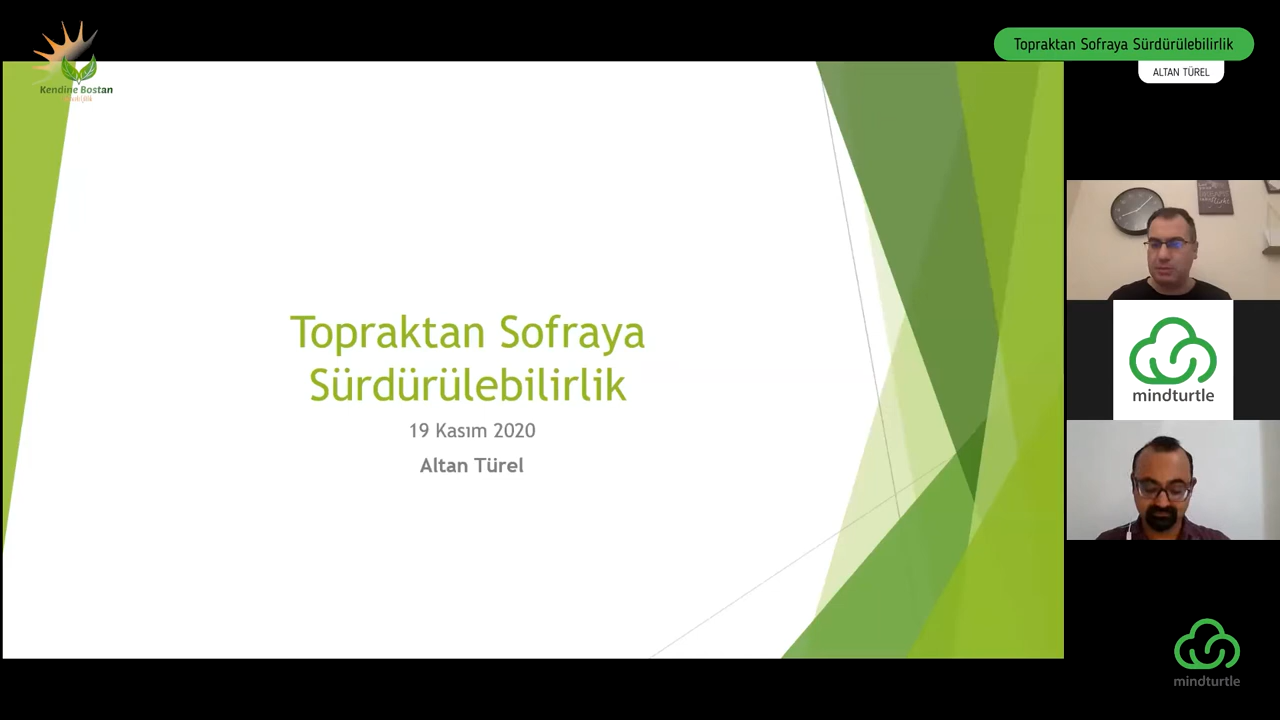 Kendine Bostan
Topraktan Sofraya Sürdürülebilirlik
ALTAN TÜREL
Topraktan Sofraya
Sürdürülebilirlik
19 Kasım 2020
Altan Türel
mindturtle
mindturtle